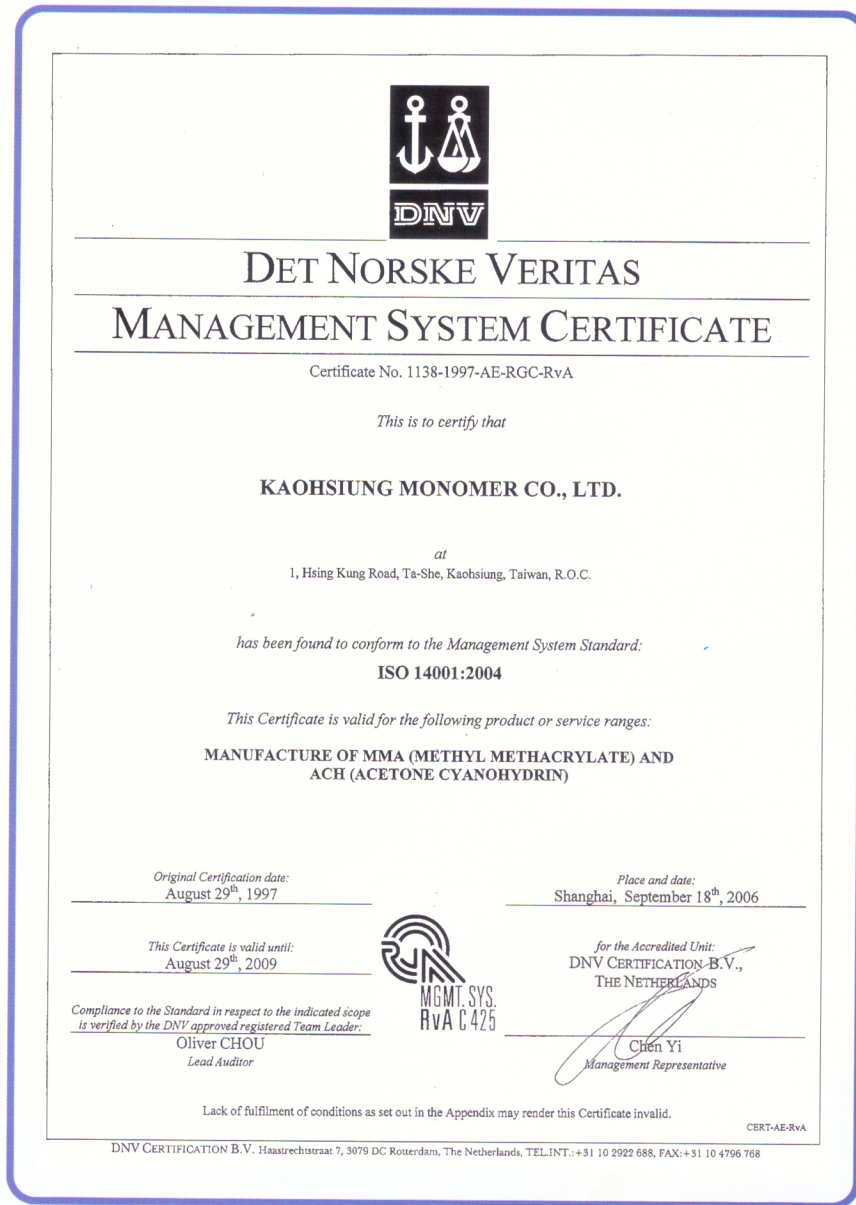 DNV
DET NORSKE VERITAS
MANAGEMENT SYSTEM CERTIFICATE
Certificate No. 1138-1997-AE-RGC-RvA
This is to certify that
KAOHSIUNG MONOMER CO., LTD.
at
1, Hsing Kung Road, Ta-She, Kaohsiung, Taiwan, R.O.C.
has been found to conform to the Management System Standard:
ISO 14001:2004
This Certificate is valid for the following product or service ranges:
MANUFACTURE OF MMA (METHYL METHACRYLATE) AND
ACH (ACETONE CYANOHYDRIN)
Original Certification date:
August 29th, 1997
This Certificate is valid until:
August 29th, 2009
Compliance to the Standard in respect to the indicated scope
is verified by the DNV approved registered Team Leader:
Oliver CHOU
Lead Auditor
RVA
MGMT. SYS.
RvA C 425
Place and date:
Shanghai, September 18th, 2006
for the Accredited Unit:
DNV CERTIFICATION B.V.,
THE NETHERLANDS
Chen Yi
Management Representative
Lack of fulfilment of conditions as set out in the Appendix may render this Certificate invalid.
CERT-AE-RvA
DNV CERTIFICATION B.V. Haastrechtstraat 7, 3079 DC Rotterdam, The Netherlands, TEL.INT.:+31 10 2922 688, FAX:+31 10 4796 768